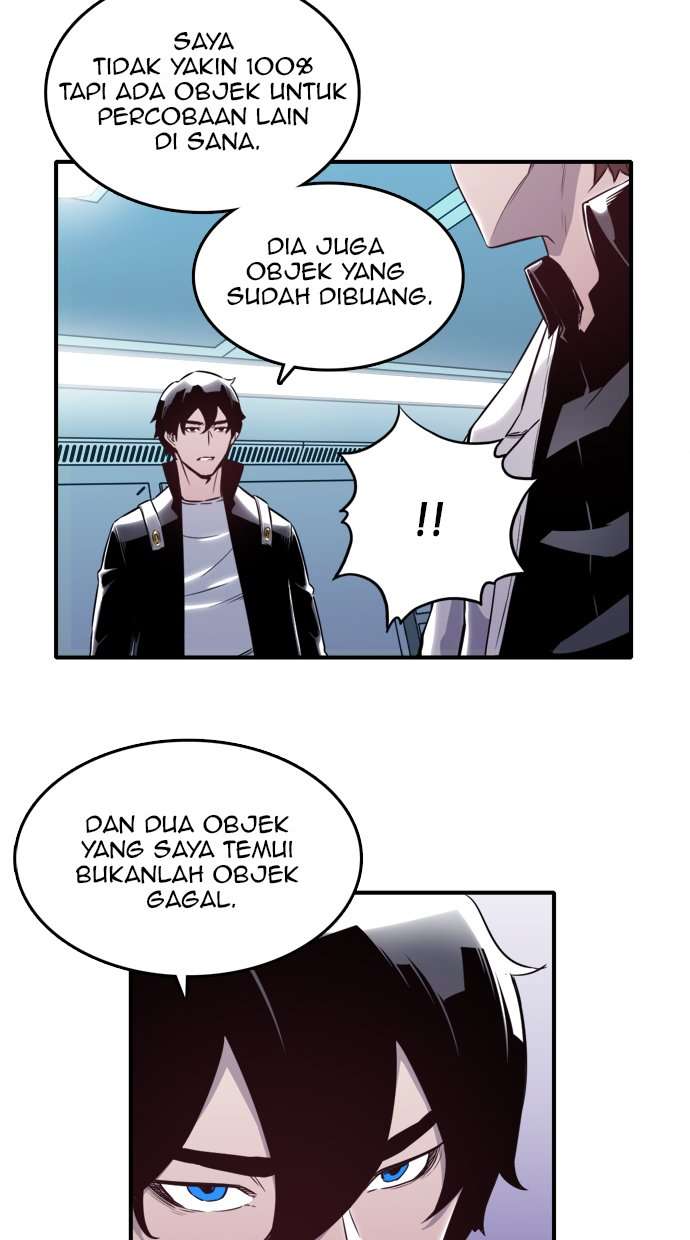 SAYA
TIDAK YAKIN 100%
TAPI ADA OBJEK UNTUK
PERCOBAAN LAIN
DI SANA.
DIA JUGA
OBJEK YANG
SUDAH DIBUANG.
!!
DAN DUA OBJEK
YANG SAYA TEMUI
BUKANLAH OBJEK
GAGAL.